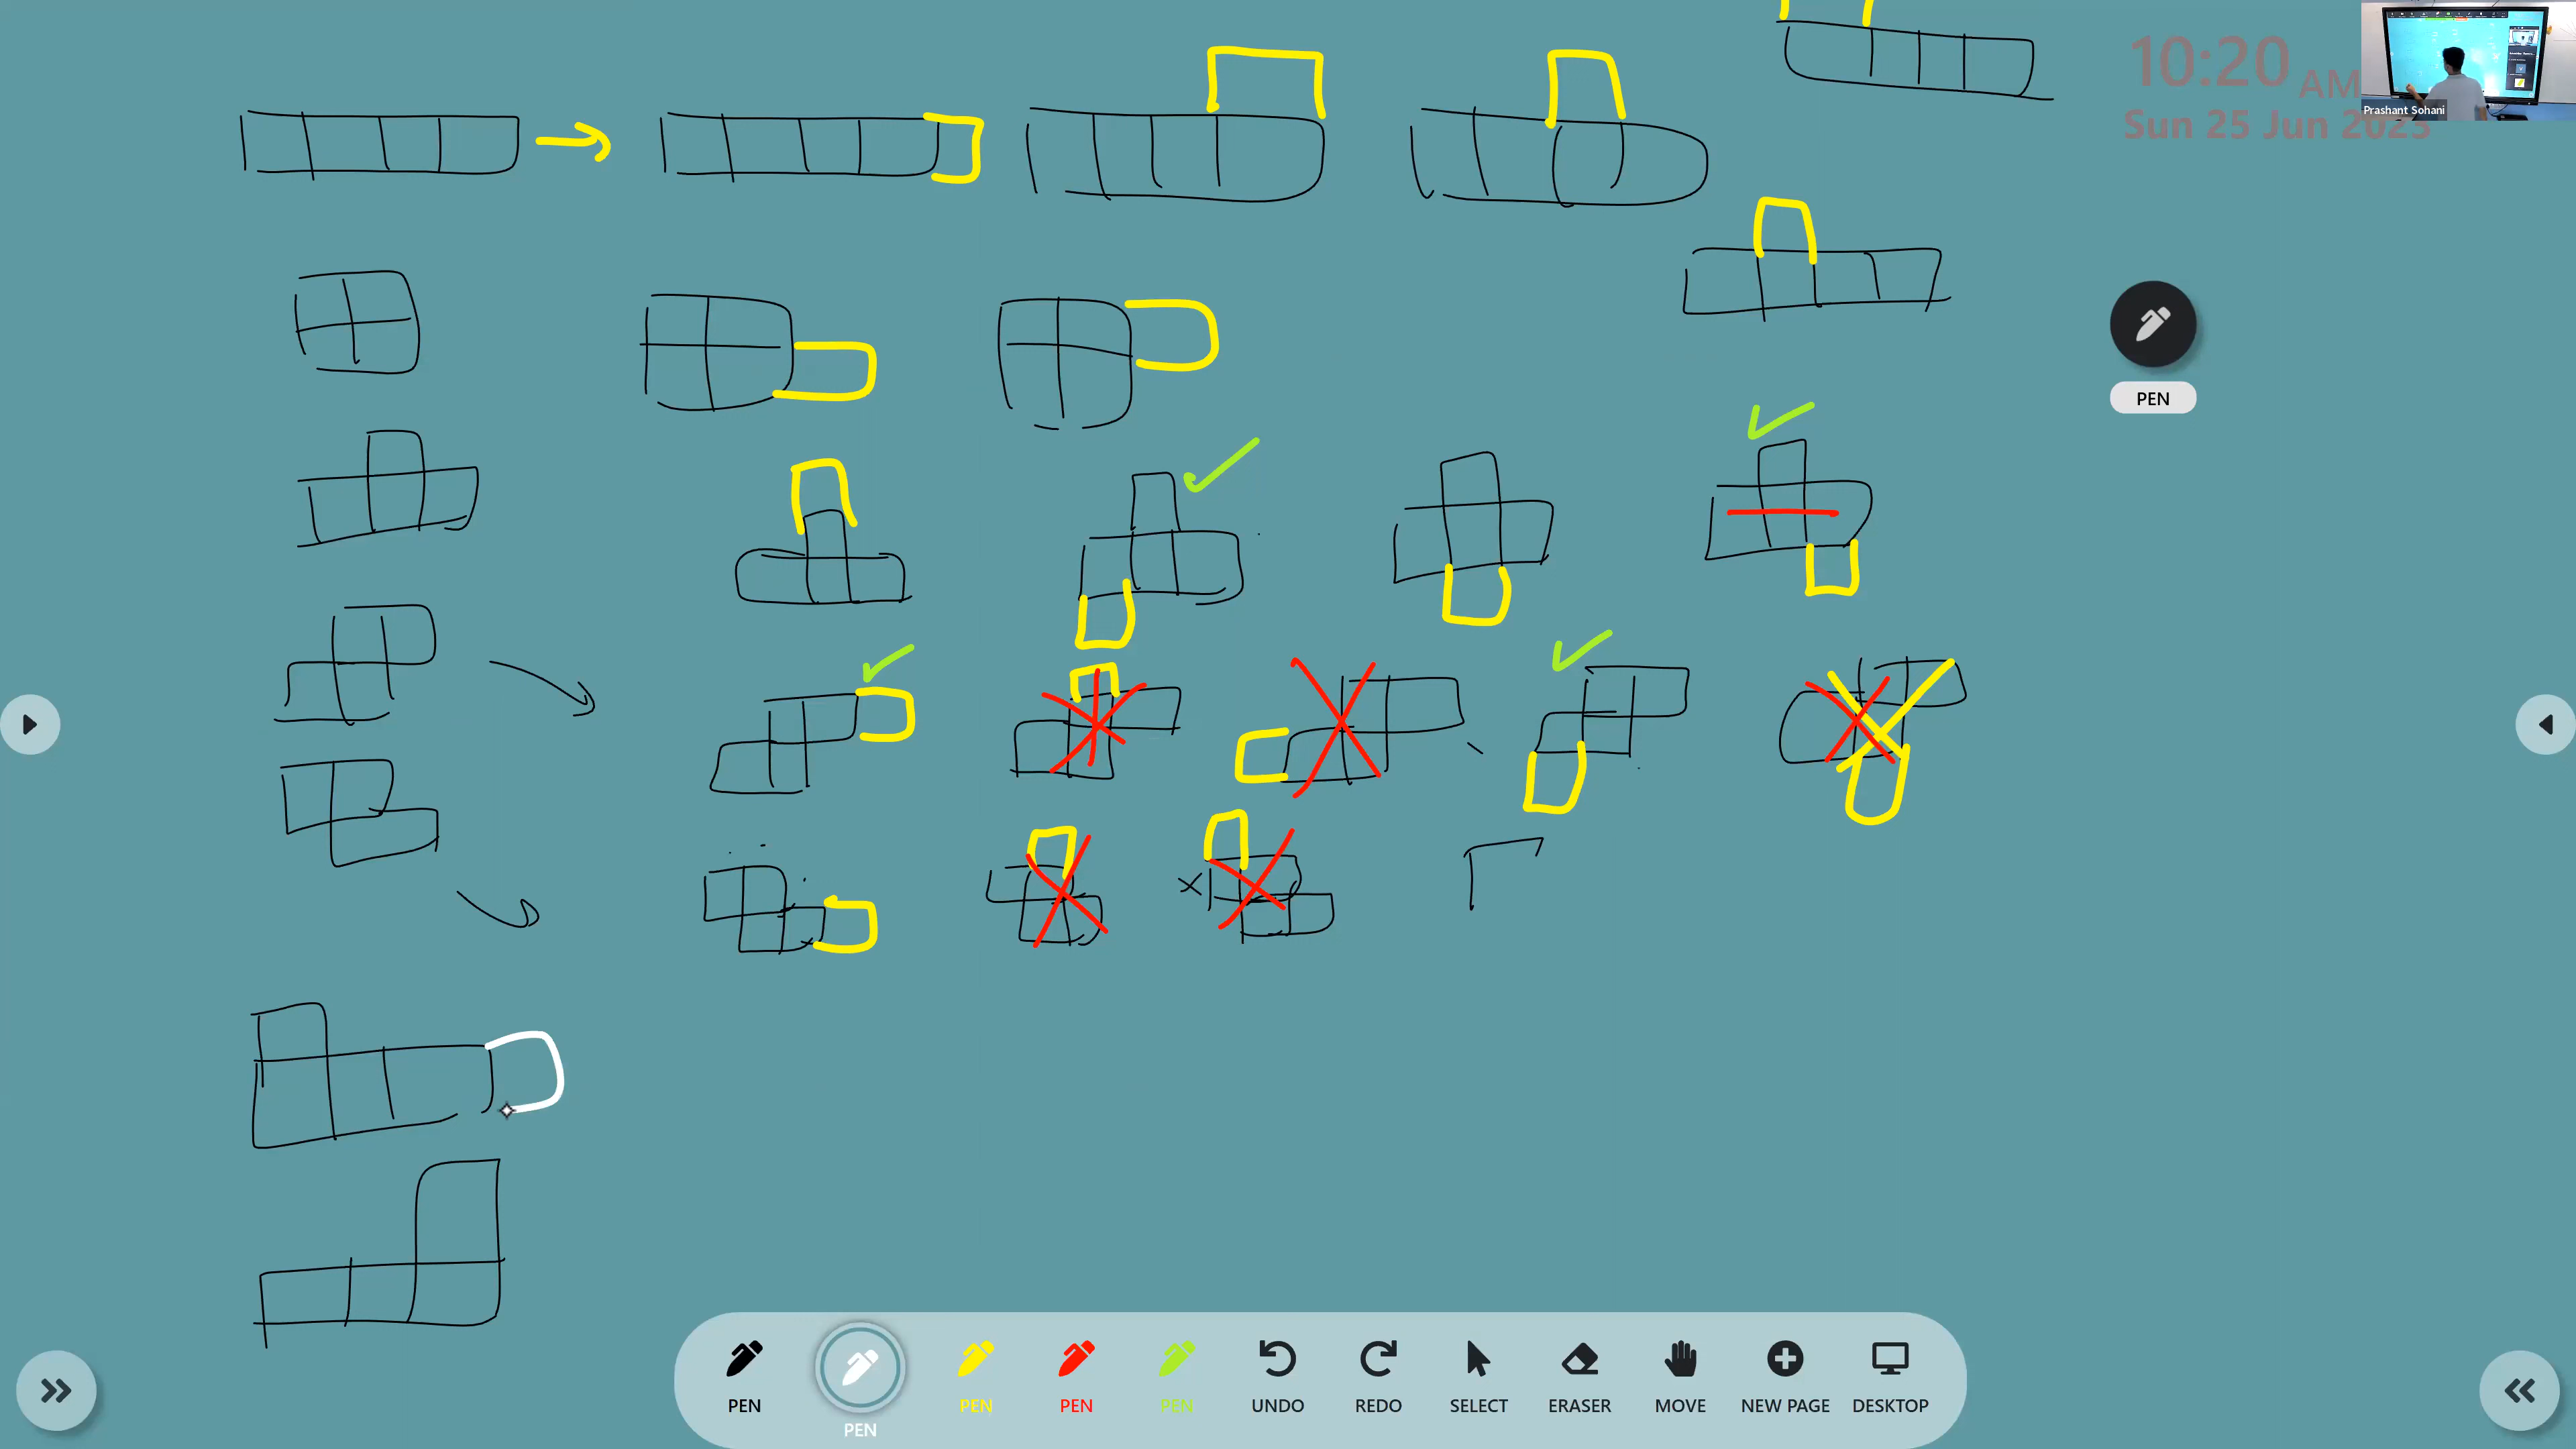 10:20 AM
Sun 25 Jun 2023
Prashant Sohani
PEN
PEN
PEN
PEN
PEN
PEN
UNDO
REDO
SELECT
ERASER
MOVE
NEW PAGE
DESKTOP